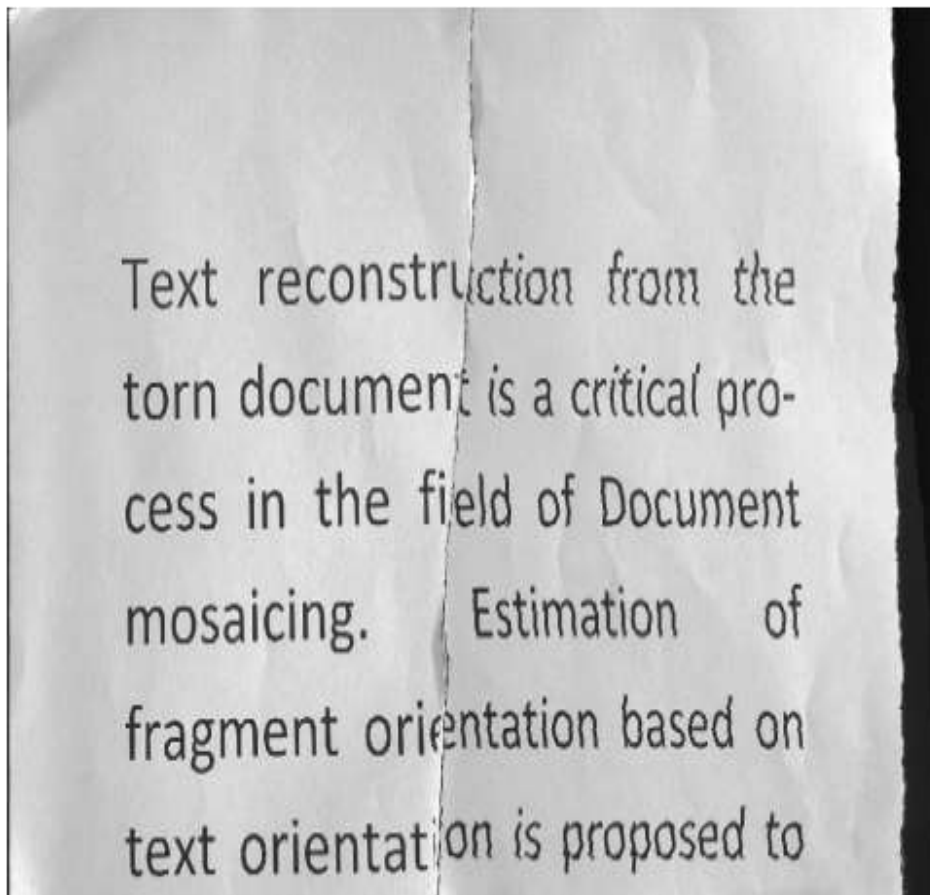 Text reconstruction from the
torn document is a critical pro-
cess in the field of Document
mosaicing. Estimation of
fragment orientation based on
text orientation is proposed to